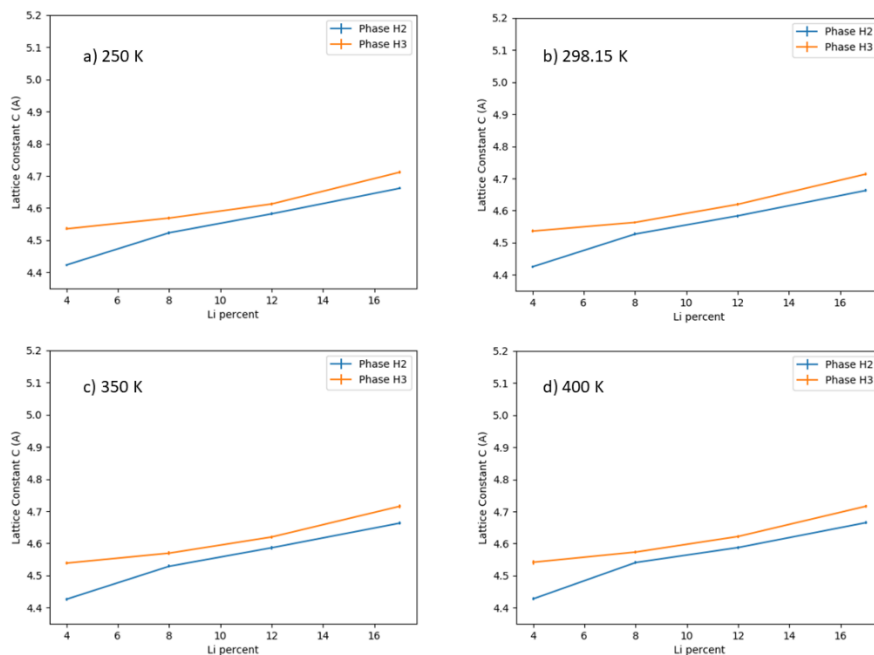 5.2
5.1
5.0
4.9
4.8
4.7
4.6
4.5
4.4
Lattice Constant C (A)
a) 250 K
Phase H2
Phase H3
4 6 8 10 12 14 16
Li percent
5.2
5.1
5.0
4.9
4.8
4.7
4.6
4.5
4.4
Lattice Constant C (A)
b) 298.15 K
Phase H2
Phase H3
4 6 8 10 12 14 16
Li percent
5.2
5.1
5.0
4.9
4.8
4.7
4.6
4.5
4.4
Lattice Constant C (A)
c) 350 K
Phase H2
Phase H3
4 6 8 10 12 14 16
Li percent
5.2
5.1
5.0
4.9
4.8
4.7
4.6
4.5
4.4
Lattice Constant C (A)
d) 400 K
Phase H2
Phase H3
4 6 8 10 12 14 16
Li percent